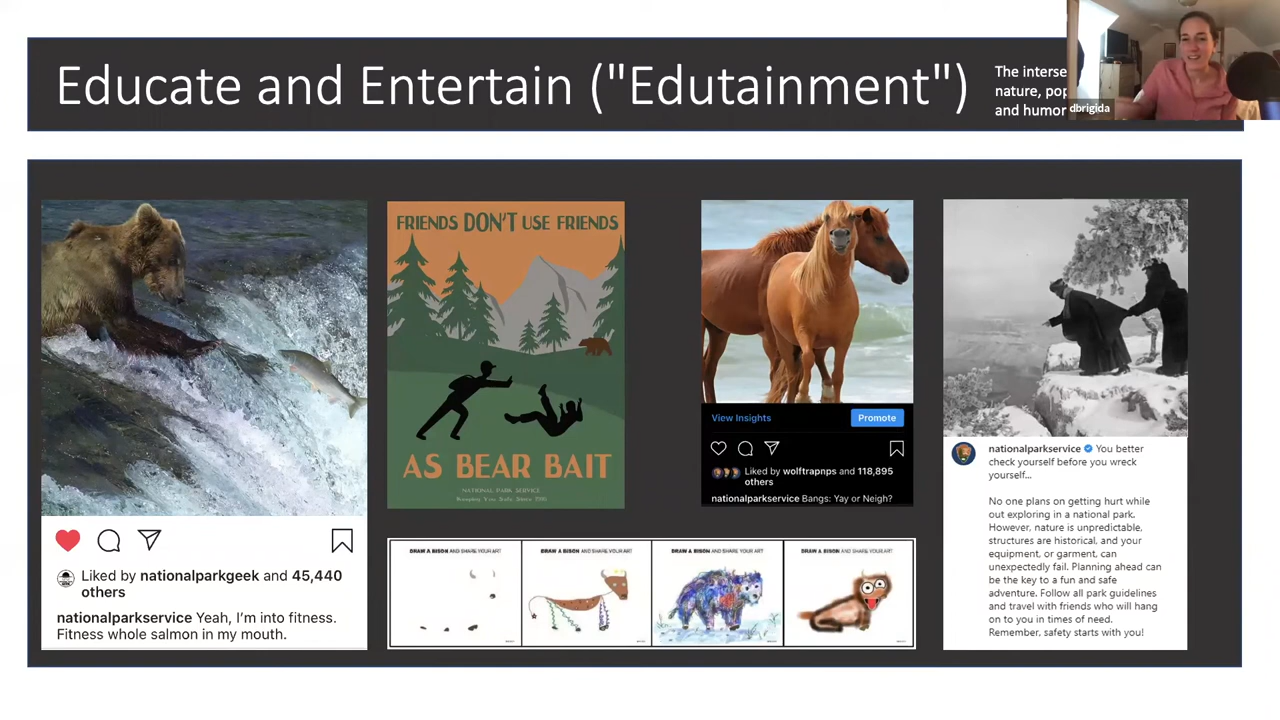 Educate and Entertain ("Edutainment")
The interse
nature, pop
and humor
dbrigida
FRIENDS DON'T USE FRIENDS
AS BEAR BAIT
NATIONAL PARK SERVICE
Liked by nationalparkgeek and 45,440
others
nationalparkservice Yeah, I'm into fitness.
Fitness whole salmon in my mouth.
View Insights
Promote
Liked by wolftrapnps and 118,895
others
nationalparkservice Bangs: Yay or Neigh?
DRAW A BISON AND SHARE YOUR ART
DRAW A BISON AND SHARE YOUR ART
DRAW A BISON AND SHARE YOUR ART
DRAW A BISON AND SHARE YOUR ART
nationalparkservice You better
check yourself before you wreck
yourself...
No one plans on getting hurt while
out exploring in a national park.
However, nature is unpredictable,
structures are historical, and your
equipment, or garment, can
unexpectedly fail. Planning ahead can
be the key to a fun and safe
adventure. Follow all park guidelines
and travel with friends who will hang
on to you in times of need.
Remember, safety starts with you!